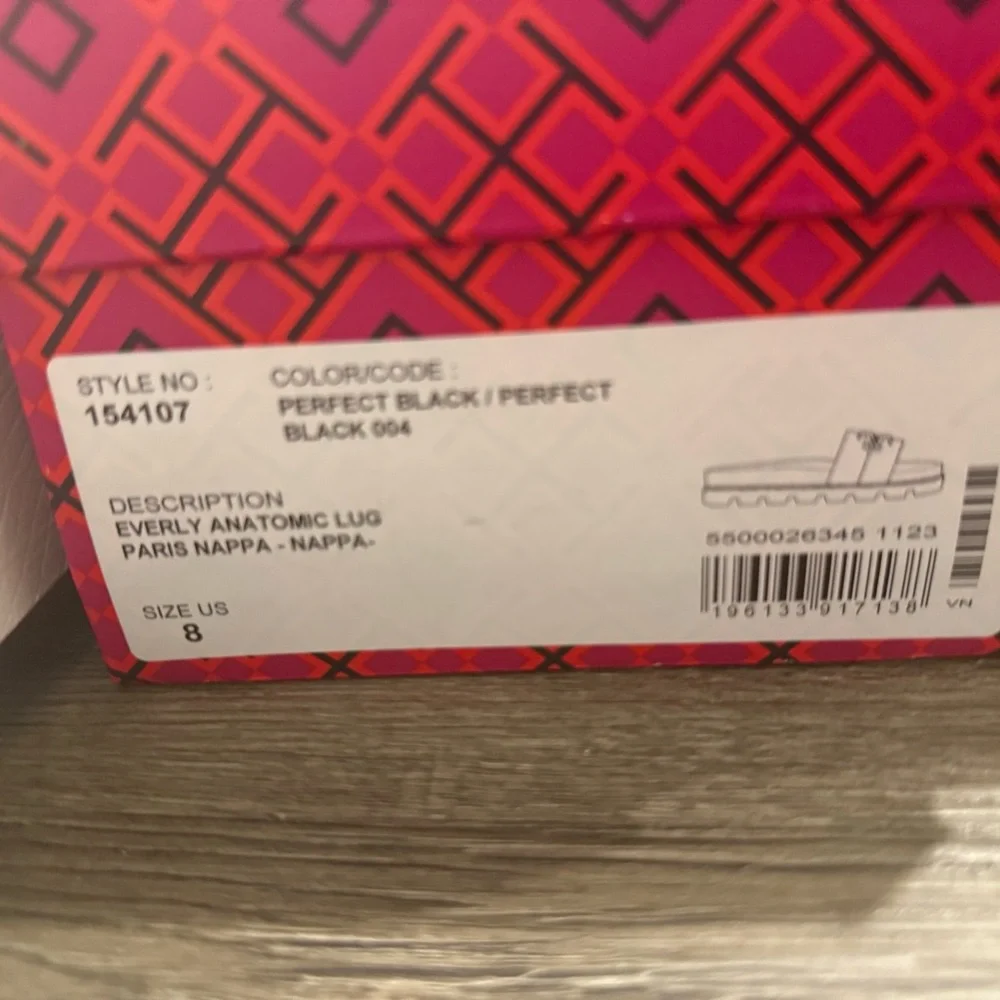 STYLE NO :
154107
COLOR/CODE :
PERFECT BLACK / PERFECT
BLACK 004
DESCRIPTION
EVERLY ANATOMIC LUG
PARIS NAPPA - NAPPA-
SIZE US
8
5500026345 1123
196133917138
VN